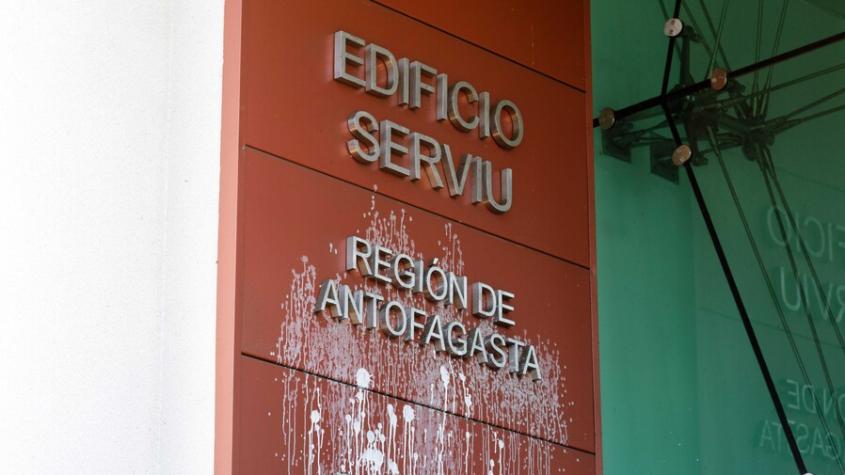 EDIFICIO
SERVIU
REGIÓN DE
ANTOFAGASTA